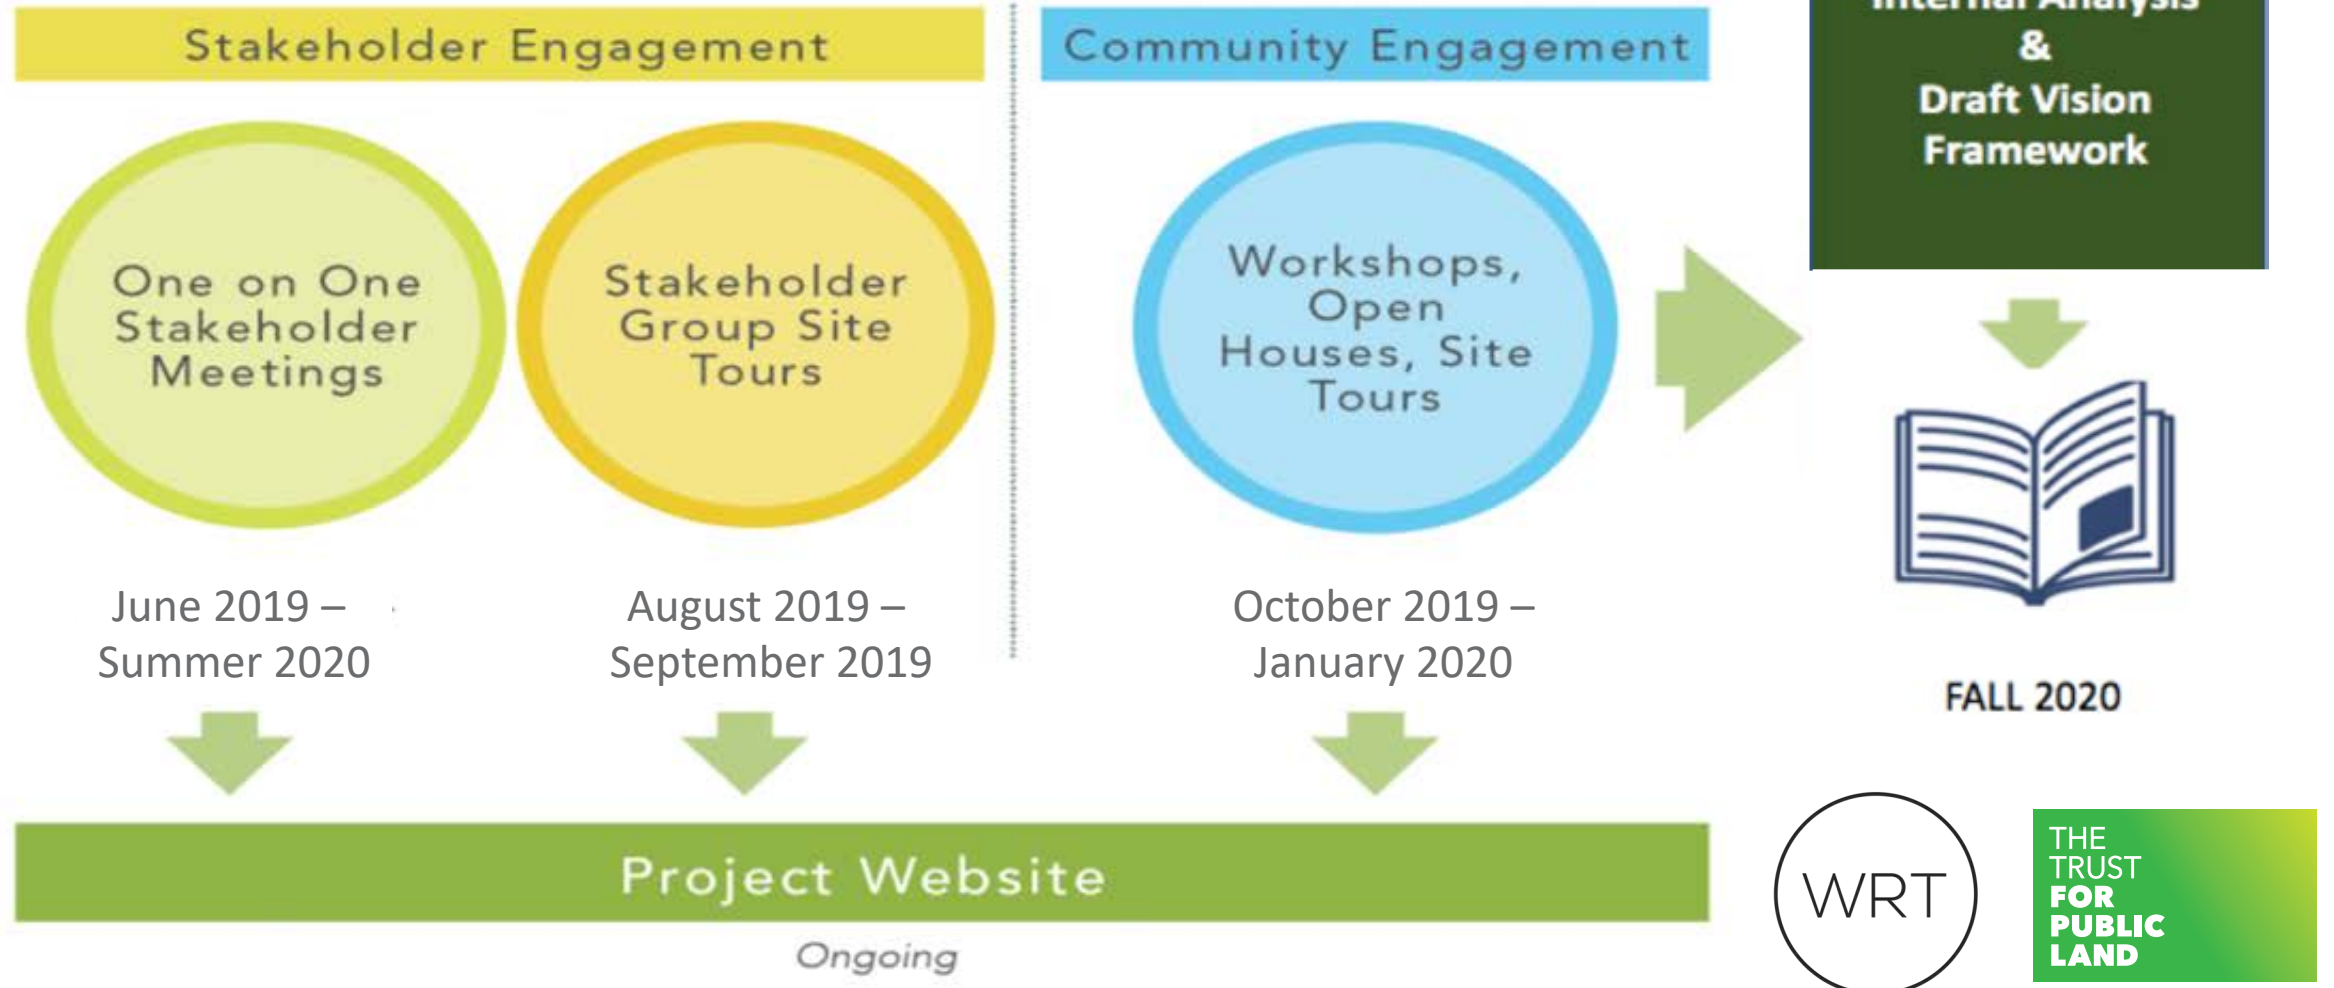 Stakeholder Engagement
Community Engagement
Internal Analysis
&
Draft Vision
Framework
One on One
Stakeholder
Meetings
Stakeholder
Group Site
Tours
Workshops,
Open
Houses, Site
Tours
June 2019 –
Summer 2020
August 2019 –
September 2019
October 2019 –
January 2020
FALL 2020
Project Website
Ongoing
WRT
THE
TRUST
FOR
PUBLIC
LAND